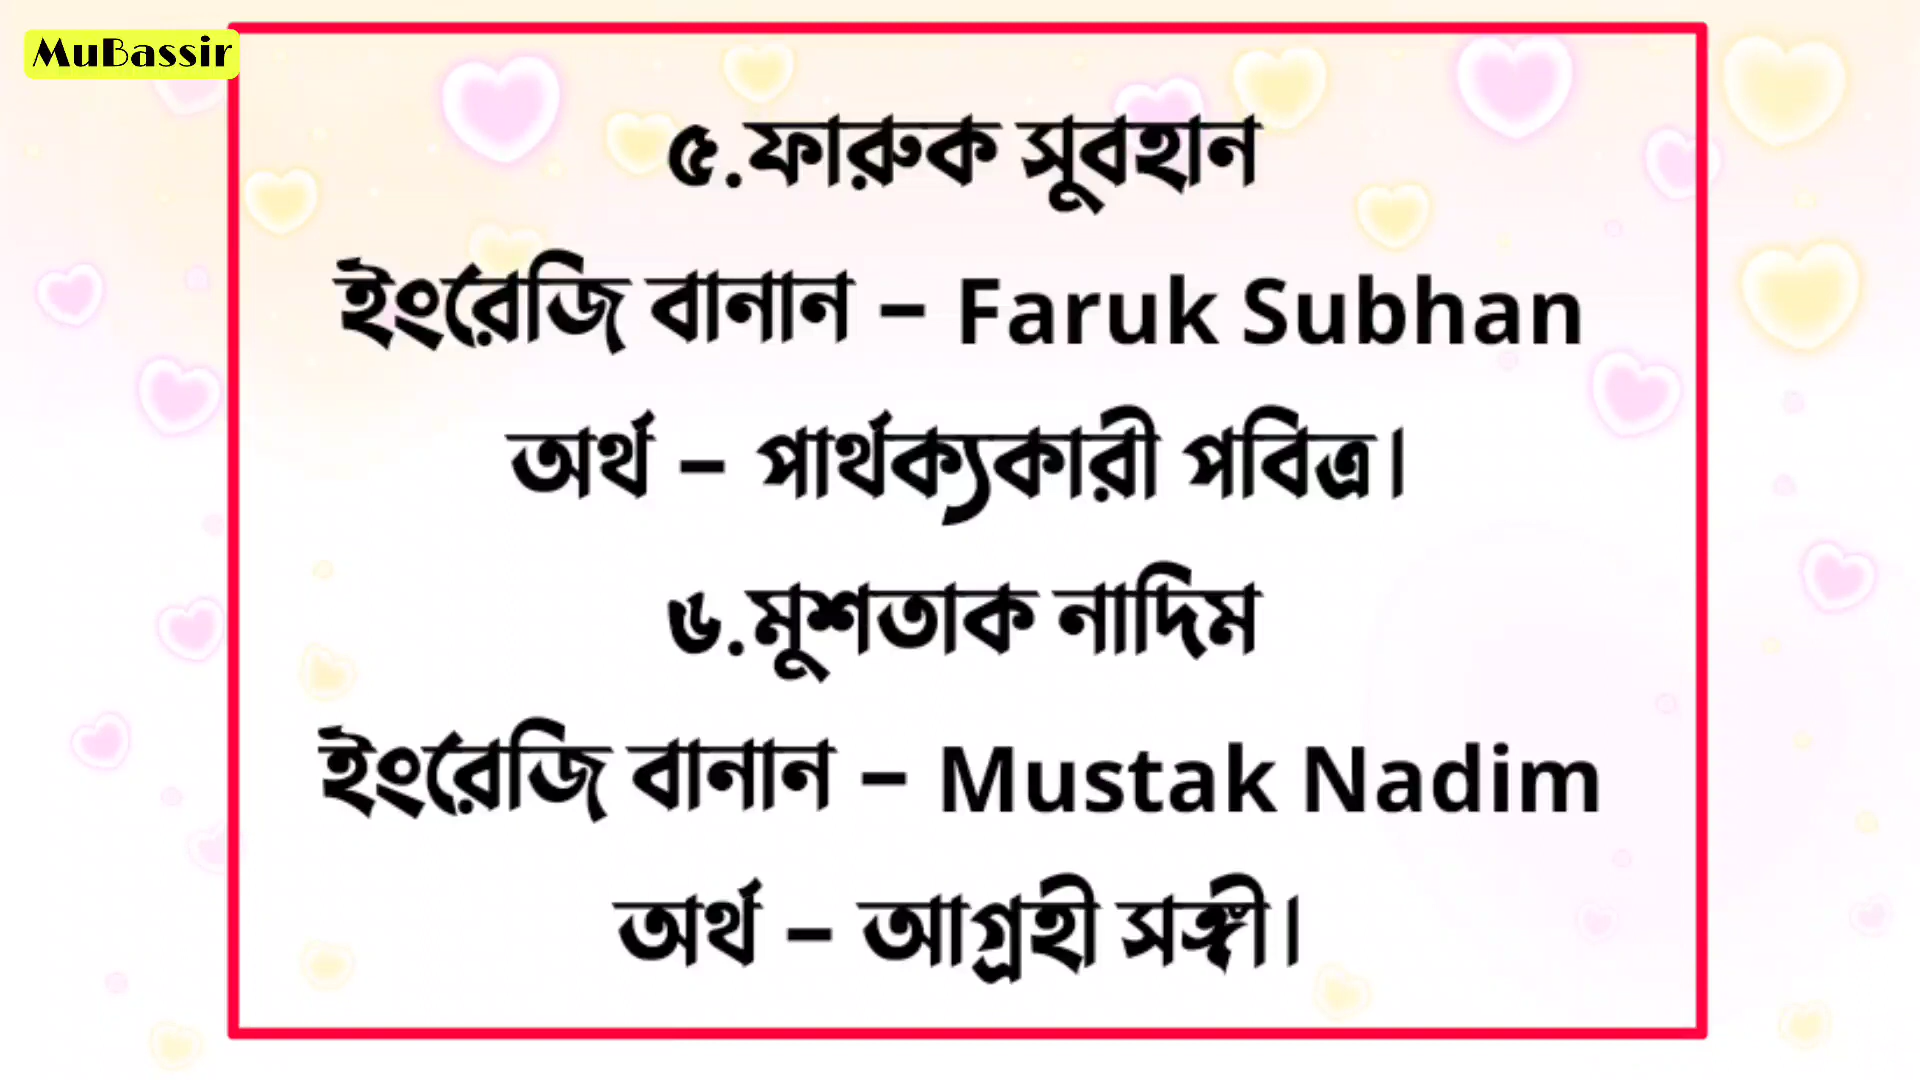 MuBassir
৫.ফারুক সুবহান
ইংরেজি বানান – Faruk Subhan
অর্থ – পার্থক্যকারী পবিত্র।
৬.মুশতাক নাদিম
ইংরেজি বানান – Mustak Nadim
অর্থ – আগ্রহী সঙ্গী।